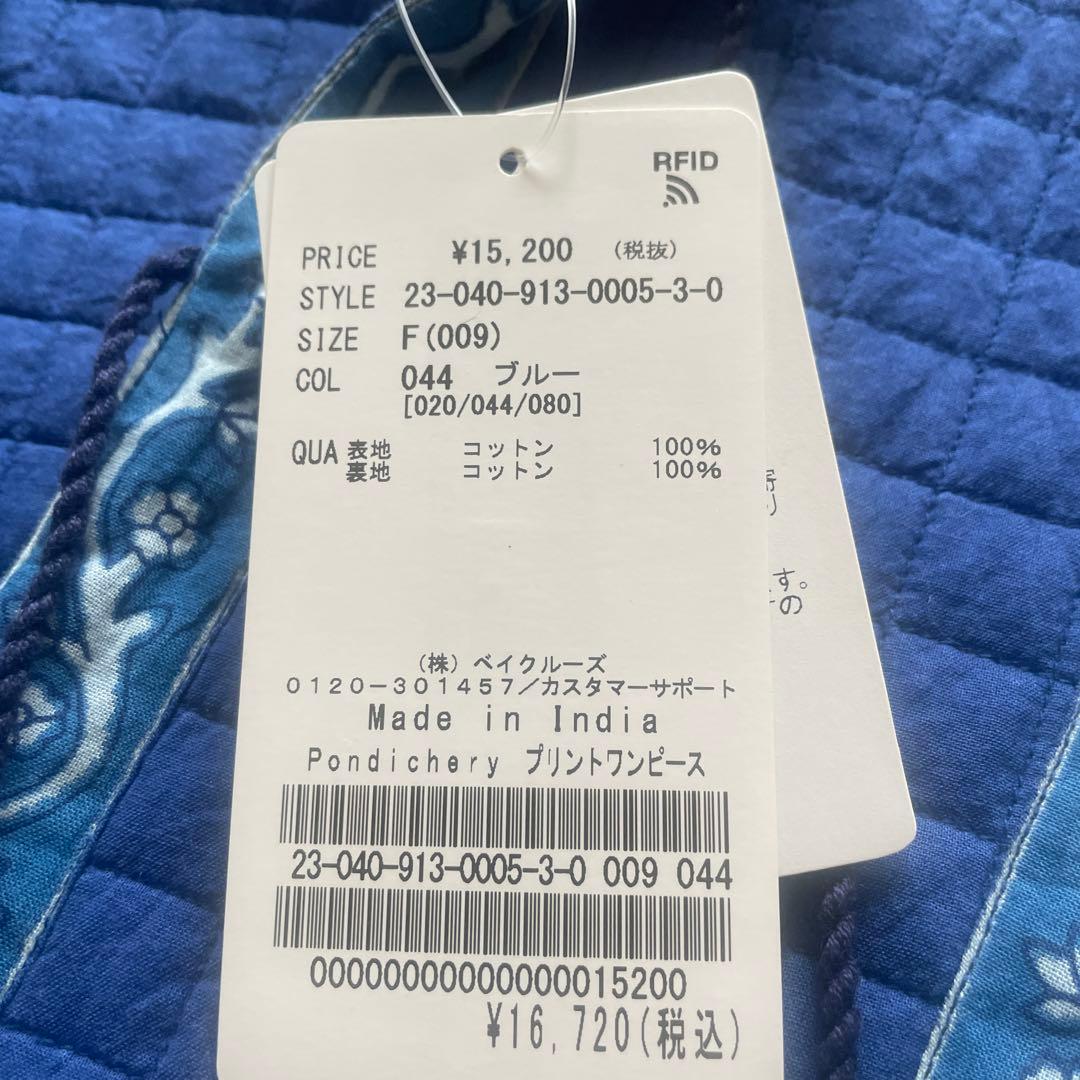 RFID
PRICE ¥15,200 (税抜)
STYLE 23-040-913-0005-3-0
SIZE F(009)
COL 044 ブルー
[020/044/080]
QUA 表地 コットン 100%
裏地 コットン 100%
す。
の
(株) ベイクルーズ
0120-301457/カスタマーサポート
Made in India
Pondichery プリントワンピース
23-040-913-0005-3-0 009 044
00000000000000015200
¥16,720(税込)